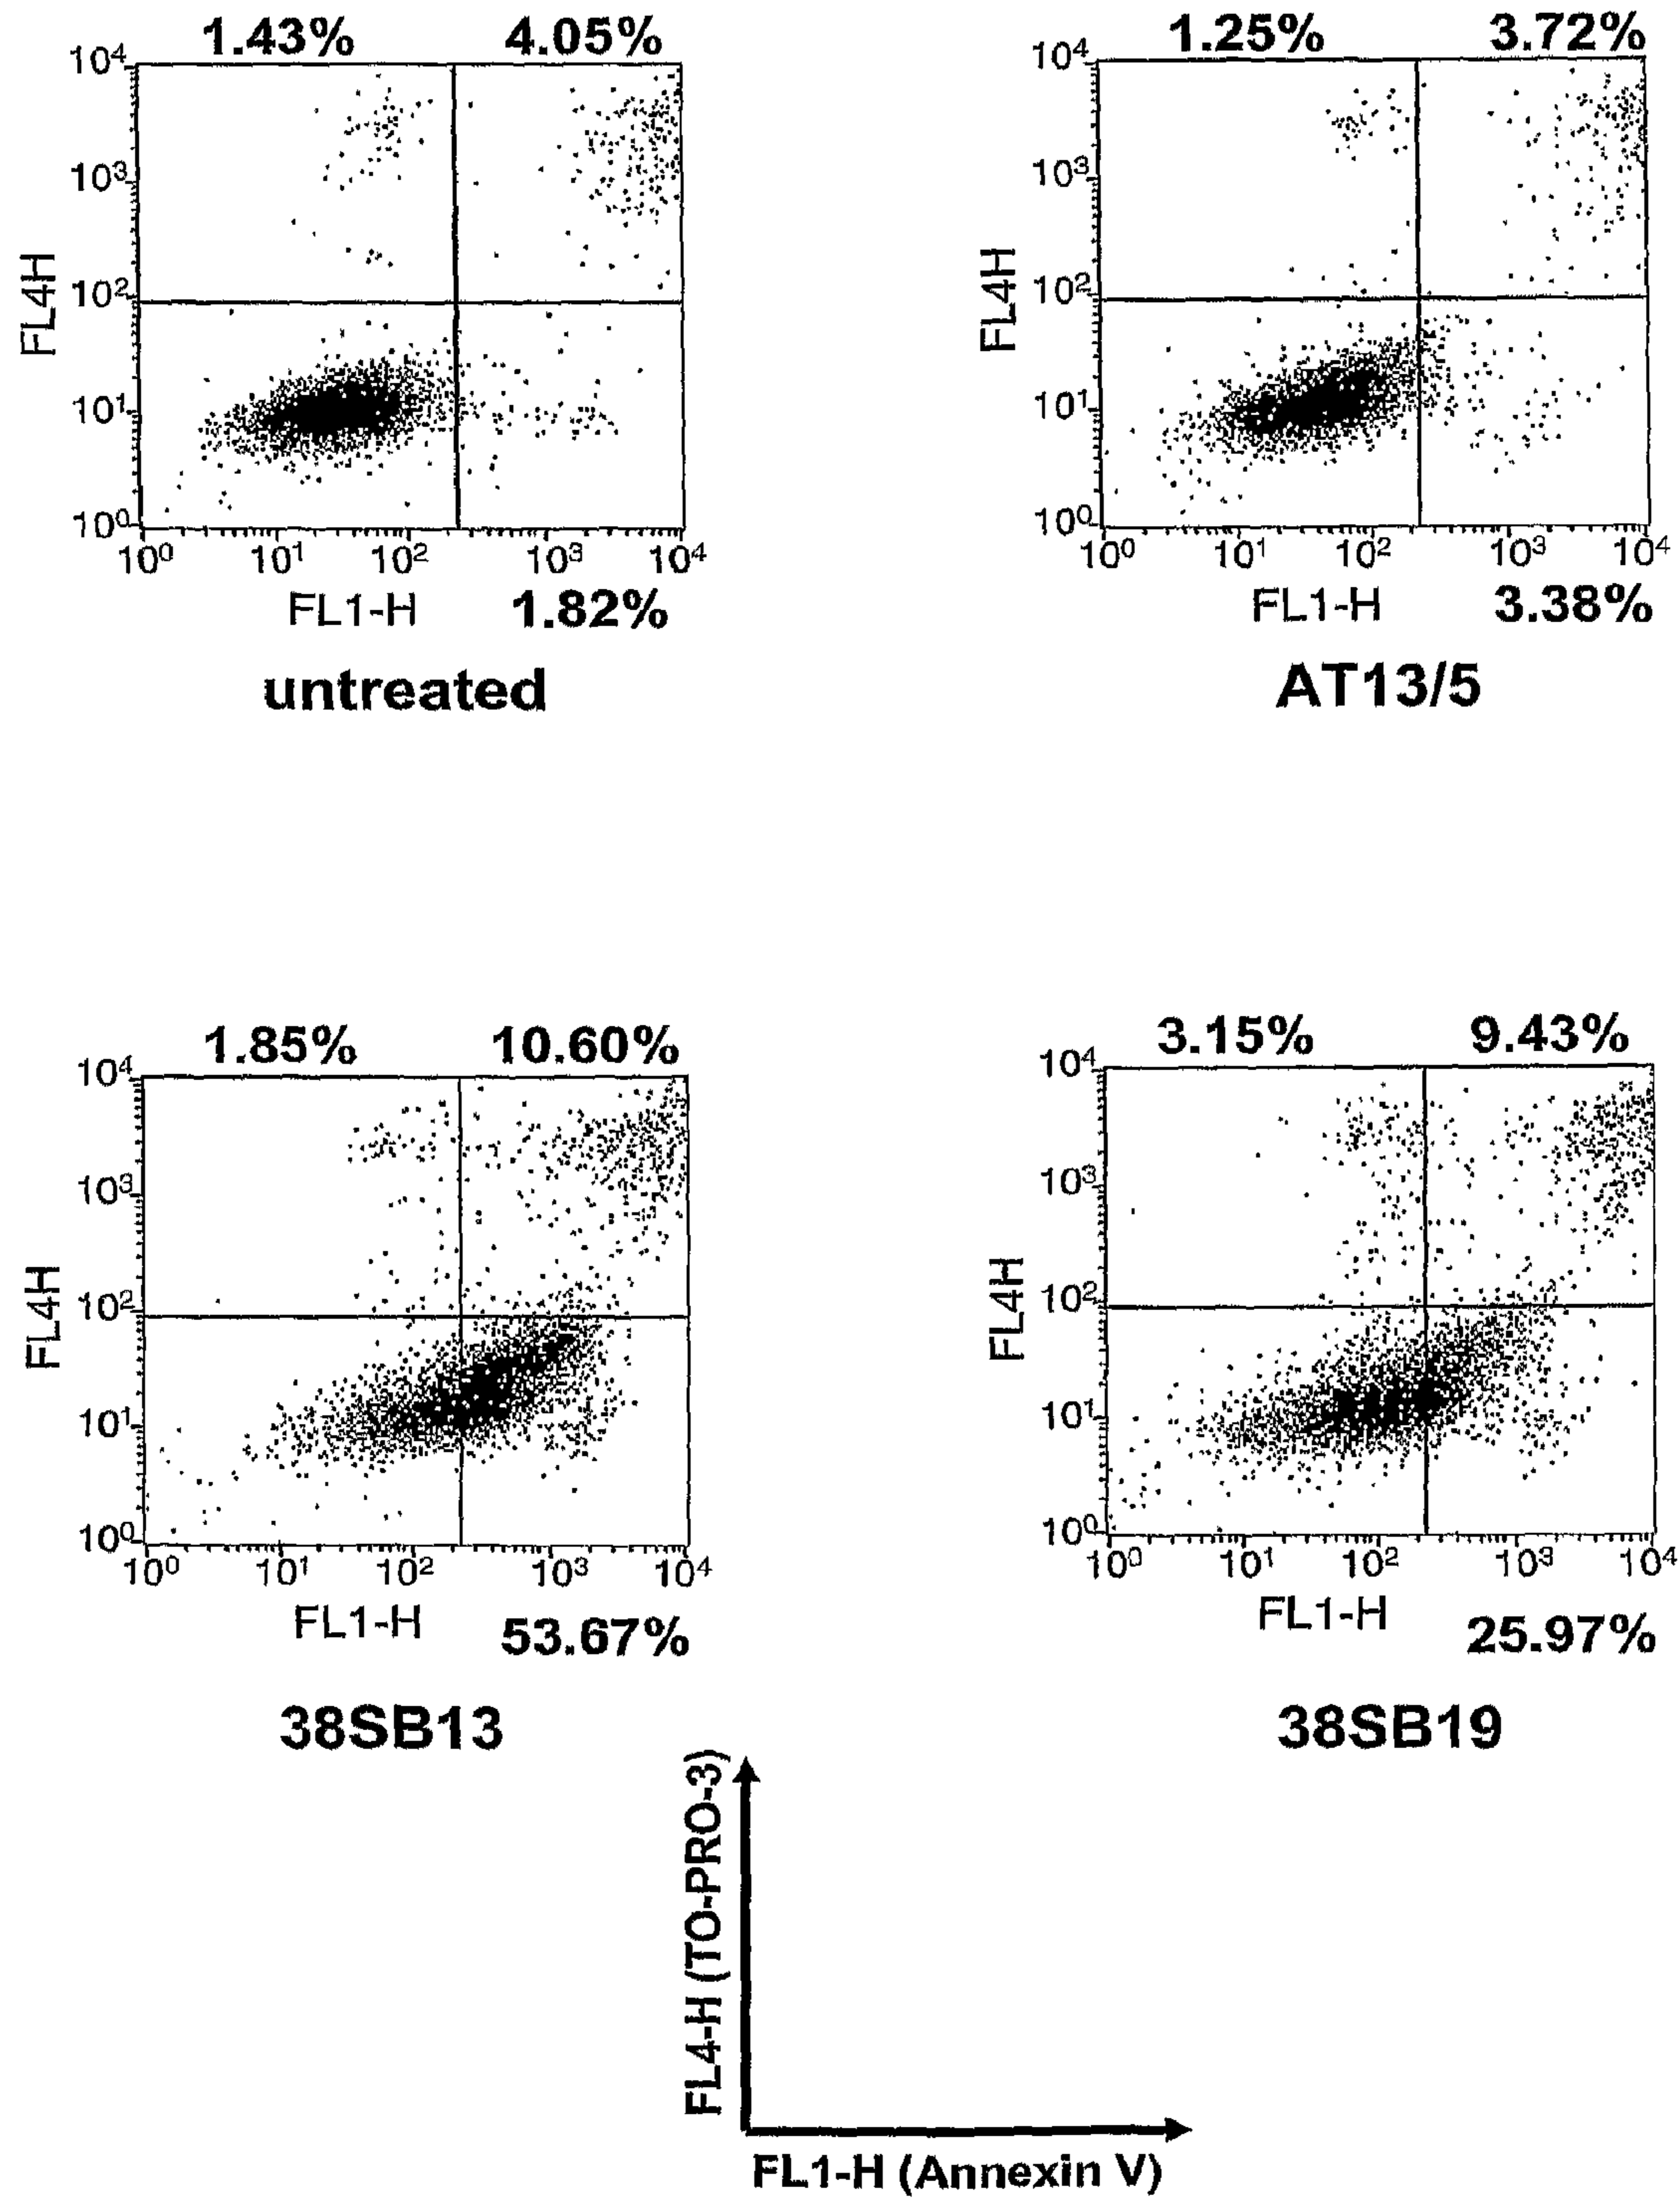 1.43% 4.05%
10⁴
10³
10²
10¹
10⁰
FL4H
10⁰ 10¹ 10² 10³ 10⁴
FL1-H 1.82%
untreated
1.25% 3.72%
10⁴
10³
10²
10¹
10⁰
FL4H
10⁰ 10¹ 10² 10³ 10⁴
FL1-H 3.38%
AT13/5
1.85% 10.60%
10⁴
10³
10²
10¹
10⁰
FL4H
10⁰ 10¹ 10² 10³ 10⁴
FL1-H 53.67%
38SB13
3.15% 9.43%
10⁴
10³
10²
10¹
10⁰
FL4H
10⁰ 10¹ 10² 10³ 10⁴
FL1-H 25.97%
38SB19
FL4-H (TO-PRO-3)
FL1-H (Annexin V)